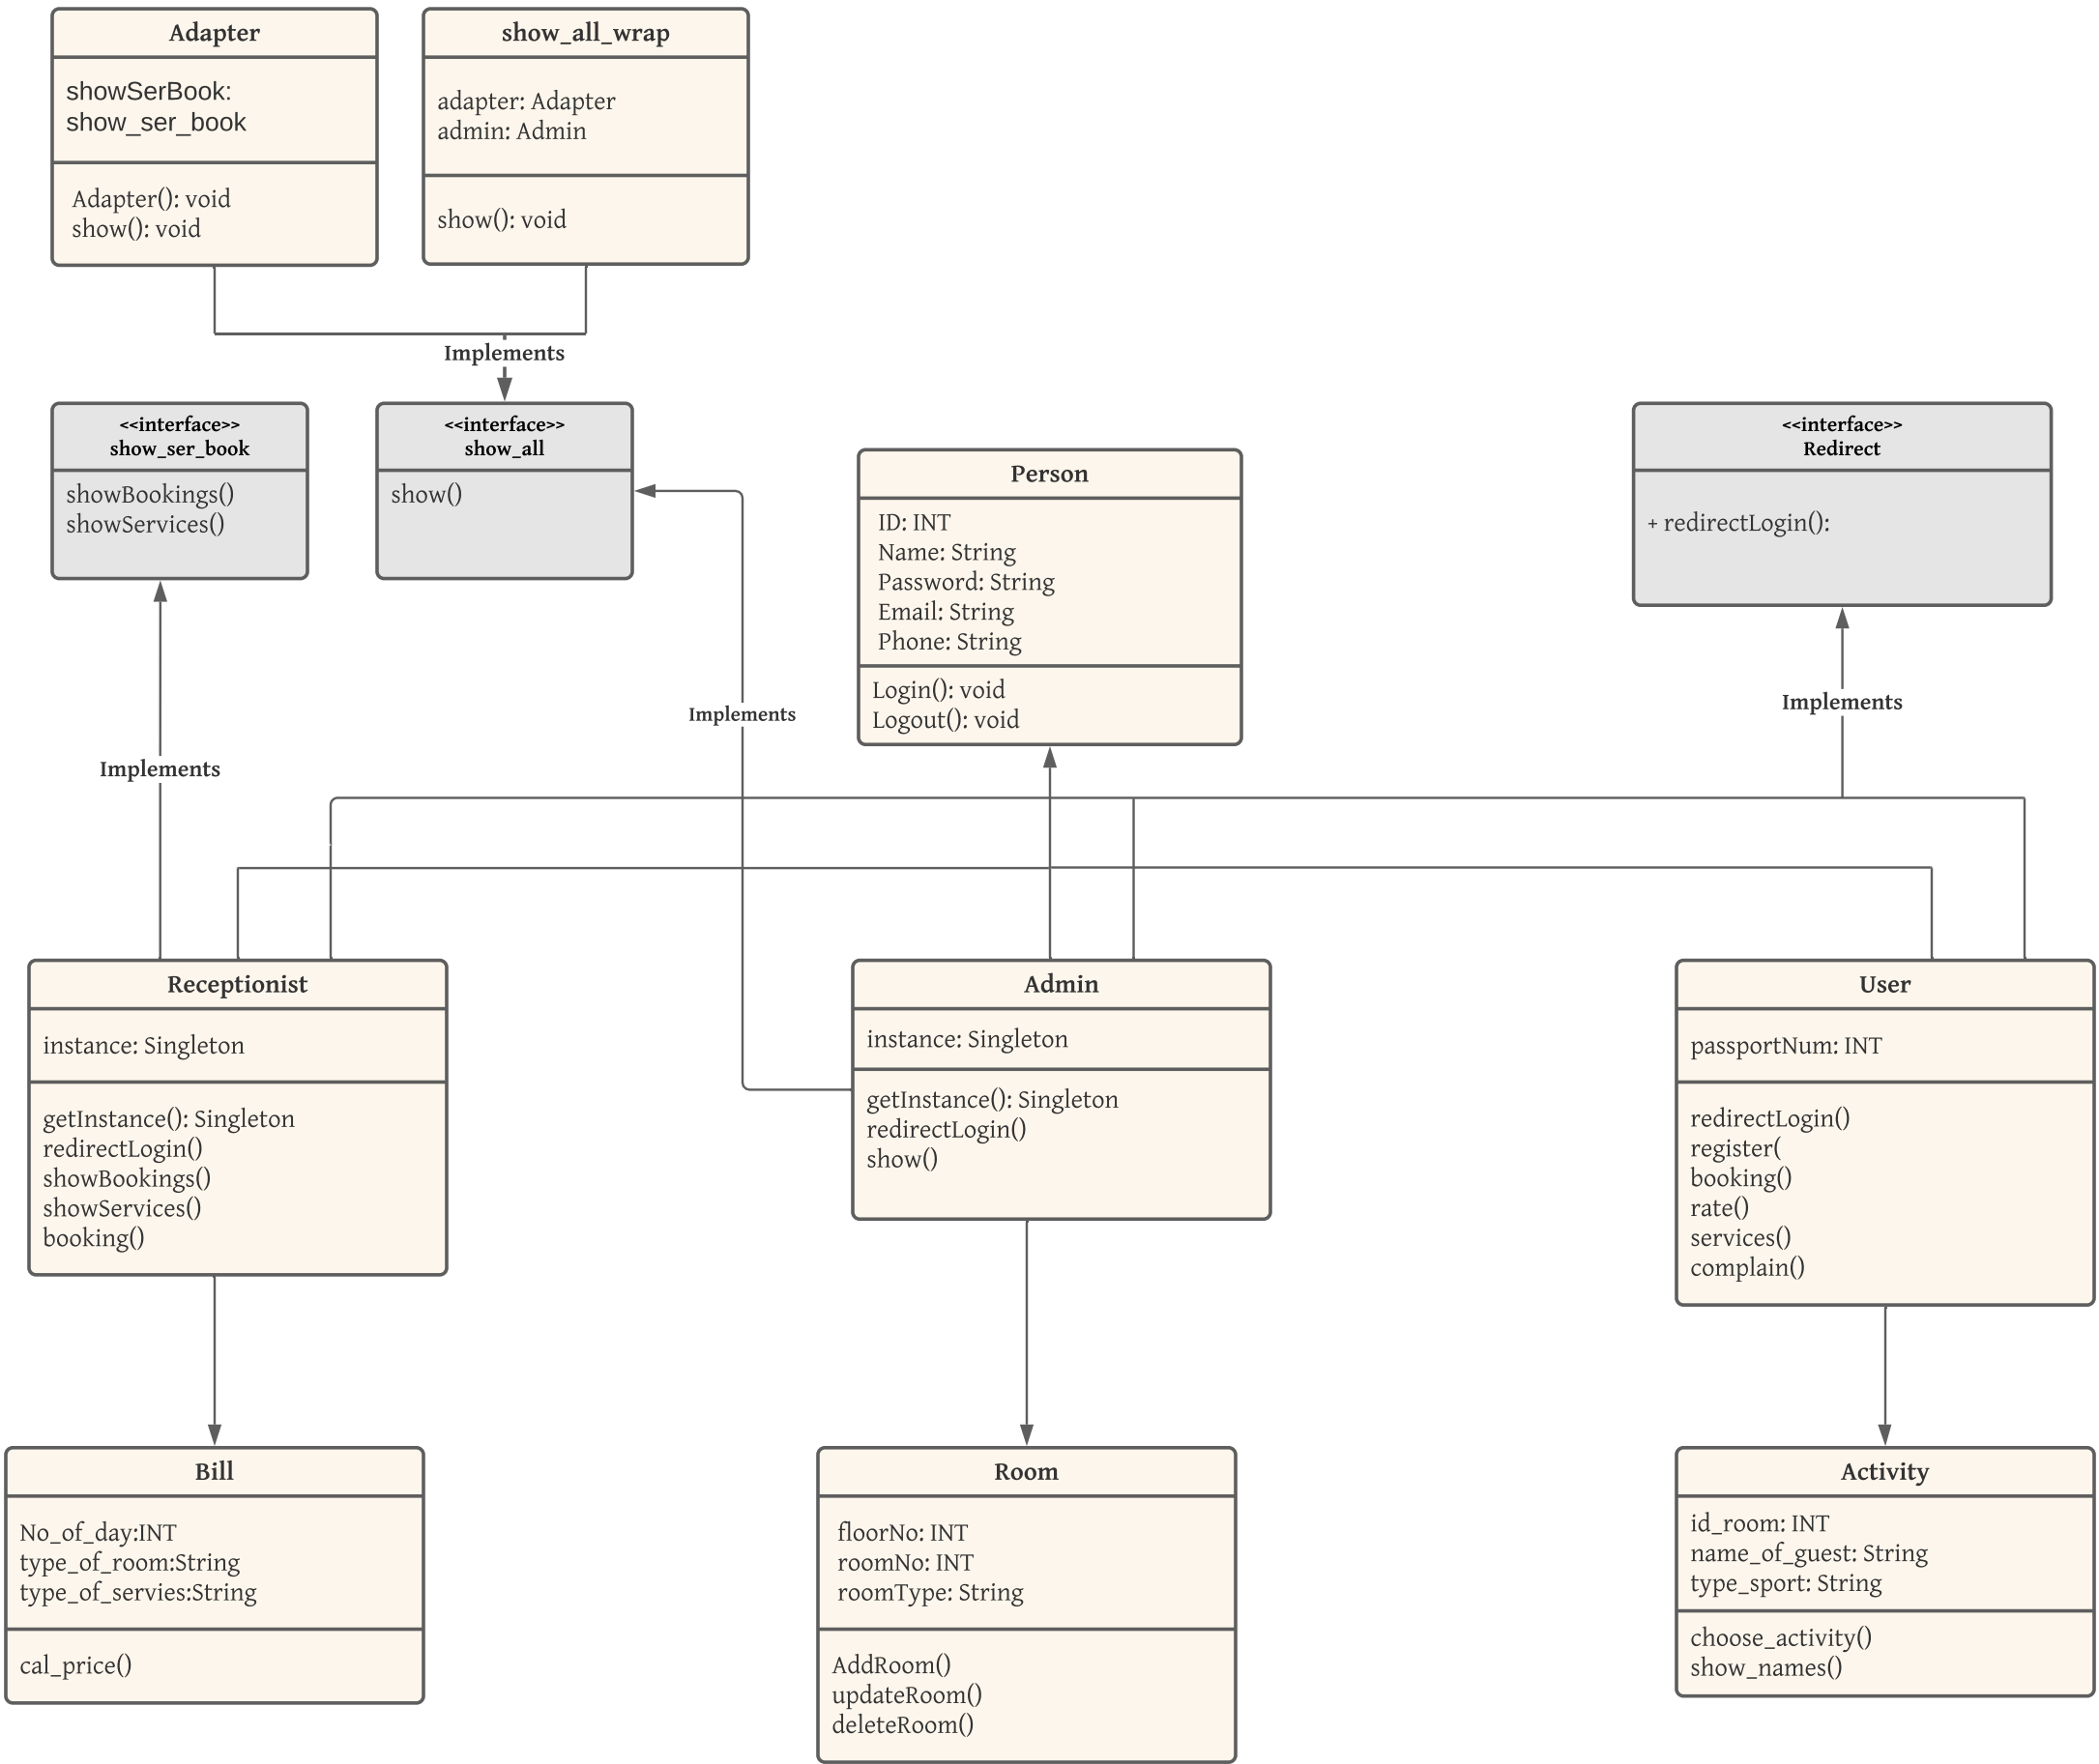 Adapter
showSerBook:
show_ser_book
Adapter(): void
show(): void
show_all_wrap
adapter: Adapter
admin: Admin
show(): void
Implements
<<interface>>
show_ser_book
showBookings()
showServices()
<<interface>>
show_all
show()
Person
ID: INT
Name: String
Password: String
Email: String
Phone: String
Login(): void
Logout(): void
<<interface>>
Redirect
+ redirectLogin():
Implements
Implements
Implements
Receptionist
instance: Singleton
getInstance(): Singleton
redirectLogin()
showBookings()
showServices()
booking()
Admin
instance: Singleton
getInstance(): Singleton
redirectLogin()
show()
User
passportNum: INT
redirectLogin()
register(
booking()
rate()
services()
complain()
Bill
No_of_day:INT
type_of_room:String
type_of_servies:String
cal_price()
Room
floorNo: INT
roomNo: INT
roomType: String
AddRoom()
updateRoom()
deleteRoom()
Activity
id_room: INT
name_of_guest: String
type_sport: String
choose_activity()
show_names()